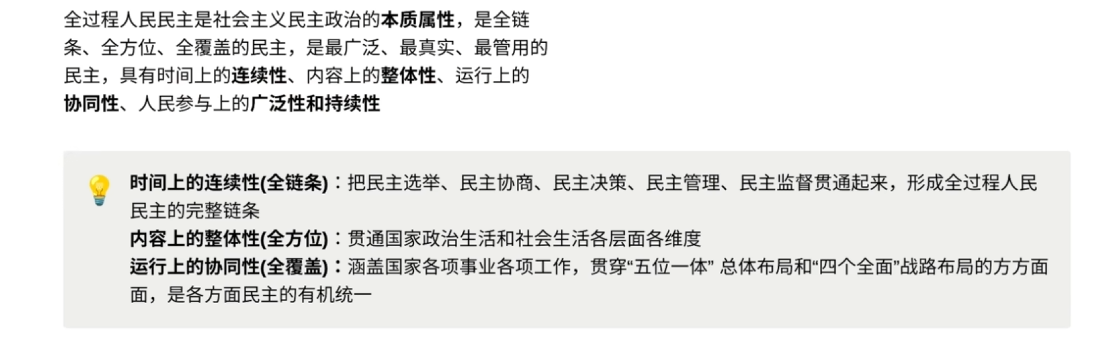 全过程人民民主是社会主义民主政治的本质属性，是全链
条、全方位、全覆盖的民主，是最广泛、最真实、最管用的
民主，具有时间上的连续性、内容上的整体性、运行上的
协同性、人民参与上的广泛性和持续性
时间上的连续性(全链条)：把民主选举、民主协商、民主决策、民主管理、民主监督贯通起来，形成全过程人民
民主的完整链条
内容上的整体性(全方位)：贯通国家政治生活和社会生活各层面各维度
运行上的协同性(全覆盖)：涵盖国家各项事业各项工作，贯穿“五位一体” 总体布局和“四个全面”战路布局的方方面
面，是各方面民主的有机统一